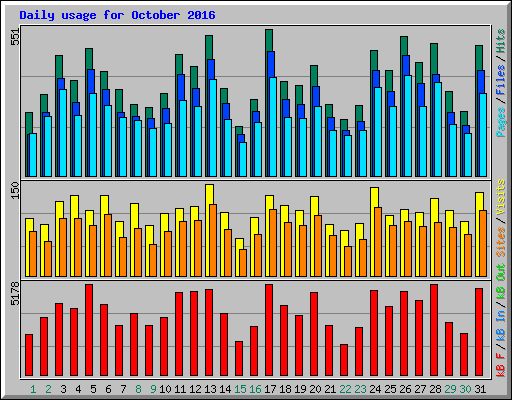 Daily usage for October 2016
551
Pages / Files / Hits
150
Sites / Visits
5178
kB F / kB In / kB Out
1 2 3 4 5 6 7 8 9 10 11 12 13 14 15 16 17 18 19 20 21 22 23 24 25 26 27 28 29 30 31